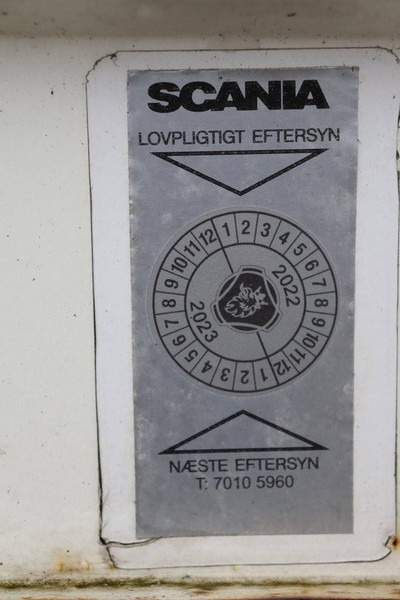 SCANIA
LOVPLIGTIGT EFTERSYN
1 2 3 4 5 6 7 8 9 10 11 12
2022
1 2 3 4 5 6 7 8 9 10 11 12
2023
NÆSTE EFTERSYN
T: 7010 5960